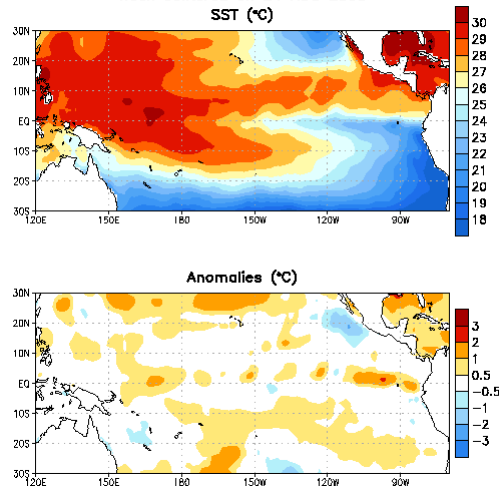 SST (°C)
30N
20N
10N
EQ
10S
20S
30S
120E 150E 180 150W 120W 90W
30
29
28
27
26
25
24
23
22
21
20
19
18
Anomalies (°C)
30N
20N
10N
EQ
10S
20S
30S
120E 150E 180 150W 120W 90W
3
2
1
0.5
-0.5
-1
-2
-3